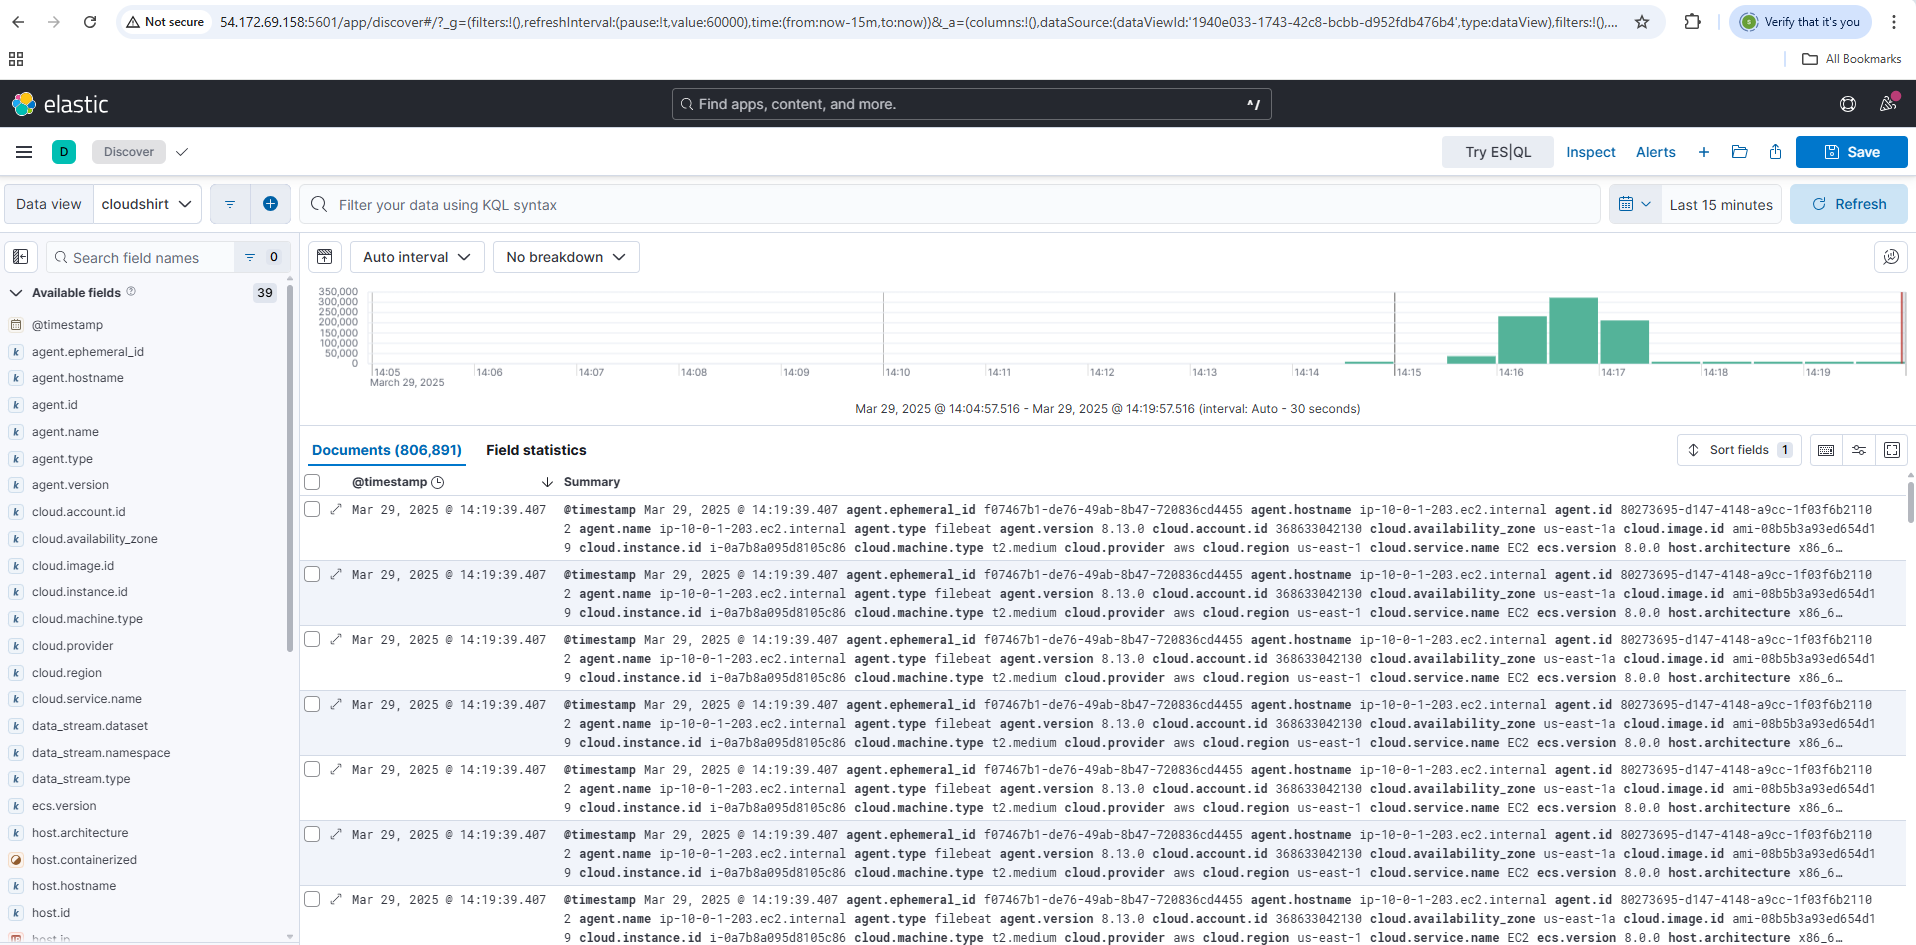 Not secure
54.172.69.158:5601/app/discover#/?_g=(filters:!(),refreshInterval:(pause:!t,value:60000),time:(from:now-15m,to:now))&_a=(columns:!(),dataSource:(dataViewId:'1940e033-1743-42c8-bcbb-d952fdb476b4',type:dataView),filters:!(),...
Verify that it's you
All Bookmarks
elastic
Find apps, content, and more.
^/
D
Discover
Try ES|QL
Inspect
Alerts
Save
Data view
cloudshirt
Filter your data using KQL syntax
Last 15 minutes
Refresh
Search field names
0
Auto interval
No breakdown
Available fields
39
@timestamp
k agent.ephemeral_id
k agent.hostname
k agent.id
k agent.name
k agent.type
k agent.version
k cloud.account.id
k cloud.availability_zone
k cloud.image.id
k cloud.instance.id
k cloud.machine.type
k cloud.provider
k cloud.region
k cloud.service.name
k data_stream.dataset
k data_stream.namespace
k data_stream.type
k ecs.version
k host.architecture
host.containerized
k host.hostname
k host.id
host.ip
350,000
300,000
250,000
200,000
150,000
100,000
50,000
0
14:05 14:06 14:07 14:08 14:09 14:10 14:11 14:12 14:13 14:14 14:15 14:16 14:17 14:18 14:19
March 29, 2025
Mar 29, 2025 @ 14:04:57.516 - Mar 29, 2025 @ 14:19:57.516 (interval: Auto - 30 seconds)
Documents (806,891)
Field statistics
Sort fields 1
@timestamp
Summary
Mar 29, 2025 @ 14:19:39.407 @timestamp Mar 29, 2025 @ 14:19:39.407 agent.ephemeral_id f07467b1-de76-49ab-8b47-720836cd4455 agent.hostname ip-10-0-1-203.ec2.internal agent.id 80273695-d147-4148-a9cc-1f03f6b2110
2 agent.name ip-10-0-1-203.ec2.internal agent.type filebeat agent.version 8.13.0 cloud.account.id 368633042130 cloud.availability_zone us-east-1a cloud.image.id ami-08b5b3a93ed654d1
9 cloud.instance.id i-0a7b8a095d8105c86 cloud.machine.type t2.medium cloud.provider aws cloud.region us-east-1 cloud.service.name EC2 ecs.version 8.0.0 host.architecture x86_6…
Mar 29, 2025 @ 14:19:39.407 @timestamp Mar 29, 2025 @ 14:19:39.407 agent.ephemeral_id f07467b1-de76-49ab-8b47-720836cd4455 agent.hostname ip-10-0-1-203.ec2.internal agent.id 80273695-d147-4148-a9cc-1f03f6b2110
2 agent.name ip-10-0-1-203.ec2.internal agent.type filebeat agent.version 8.13.0 cloud.account.id 368633042130 cloud.availability_zone us-east-1a cloud.image.id ami-08b5b3a93ed654d1
9 cloud.instance.id i-0a7b8a095d8105c86 cloud.machine.type t2.medium cloud.provider aws cloud.region us-east-1 cloud.service.name EC2 ecs.version 8.0.0 host.architecture x86_6…
Mar 29, 2025 @ 14:19:39.407 @timestamp Mar 29, 2025 @ 14:19:39.407 agent.ephemeral_id f07467b1-de76-49ab-8b47-720836cd4455 agent.hostname ip-10-0-1-203.ec2.internal agent.id 80273695-d147-4148-a9cc-1f03f6b2110
2 agent.name ip-10-0-1-203.ec2.internal agent.type filebeat agent.version 8.13.0 cloud.account.id 368633042130 cloud.availability_zone us-east-1a cloud.image.id ami-08b5b3a93ed654d1
9 cloud.instance.id i-0a7b8a095d8105c86 cloud.machine.type t2.medium cloud.provider aws cloud.region us-east-1 cloud.service.name EC2 ecs.version 8.0.0 host.architecture x86_6…
Mar 29, 2025 @ 14:19:39.407 @timestamp Mar 29, 2025 @ 14:19:39.407 agent.ephemeral_id f07467b1-de76-49ab-8b47-720836cd4455 agent.hostname ip-10-0-1-203.ec2.internal agent.id 80273695-d147-4148-a9cc-1f03f6b2110
2 agent.name ip-10-0-1-203.ec2.internal agent.type filebeat agent.version 8.13.0 cloud.account.id 368633042130 cloud.availability_zone us-east-1a cloud.image.id ami-08b5b3a93ed654d1
9 cloud.instance.id i-0a7b8a095d8105c86 cloud.machine.type t2.medium cloud.provider aws cloud.region us-east-1 cloud.service.name EC2 ecs.version 8.0.0 host.architecture x86_6…
Mar 29, 2025 @ 14:19:39.407 @timestamp Mar 29, 2025 @ 14:19:39.407 agent.ephemeral_id f07467b1-de76-49ab-8b47-720836cd4455 agent.hostname ip-10-0-1-203.ec2.internal agent.id 80273695-d147-4148-a9cc-1f03f6b2110
2 agent.name ip-10-0-1-203.ec2.internal agent.type filebeat agent.version 8.13.0 cloud.account.id 368633042130 cloud.availability_zone us-east-1a cloud.image.id ami-08b5b3a93ed654d1
9 cloud.instance.id i-0a7b8a095d8105c86 cloud.machine.type t2.medium cloud.provider aws cloud.region us-east-1 cloud.service.name EC2 ecs.version 8.0.0 host.architecture x86_6…
Mar 29, 2025 @ 14:19:39.407 @timestamp Mar 29, 2025 @ 14:19:39.407 agent.ephemeral_id f07467b1-de76-49ab-8b47-720836cd4455 agent.hostname ip-10-0-1-203.ec2.internal agent.id 80273695-d147-4148-a9cc-1f03f6b2110
2 agent.name ip-10-0-1-203.ec2.internal agent.type filebeat agent.version 8.13.0 cloud.account.id 368633042130 cloud.availability_zone us-east-1a cloud.image.id ami-08b5b3a93ed654d1
9 cloud.instance.id i-0a7b8a095d8105c86 cloud.machine.type t2.medium cloud.provider aws cloud.region us-east-1 cloud.service.name EC2 ecs.version 8.0.0 host.architecture x86_6…
Mar 29, 2025 @ 14:19:39.407 @timestamp Mar 29, 2025 @ 14:19:39.407 agent.ephemeral_id f07467b1-de76-49ab-8b47-720836cd4455 agent.hostname ip-10-0-1-203.ec2.internal agent.id 80273695-d147-4148-a9cc-1f03f6b2110
2 agent.name ip-10-0-1-203.ec2.internal agent.type filebeat agent.version 8.13.0 cloud.account.id 368633042130 cloud.availability_zone us-east-1a cloud.image.id ami-08b5b3a93ed654d1
9 cloud.instance.id i-0a7b8a095d8105c86 cloud.machine.type t2.medium cloud.provider aws cloud.region us-east-1 cloud.service.name EC2 ecs.version 8.0.0 host.architecture x86_6…